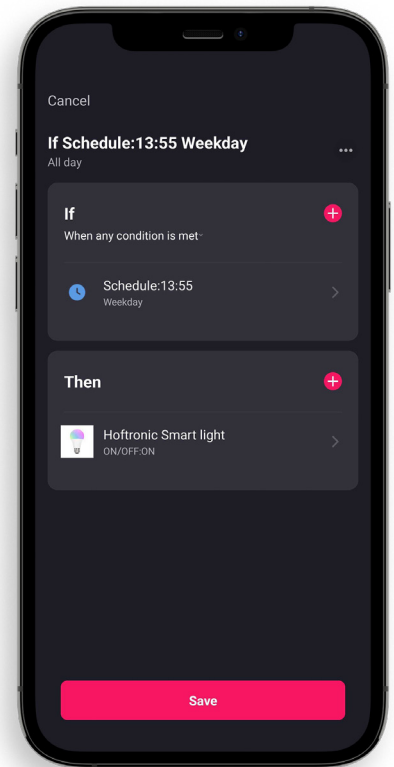 Cancel
If Schedule:13:55 Weekday
All day
If
When any condition is met
Schedule:13:55
Weekday
Then
Hoftronic Smart light
ON/OFF:ON
Save